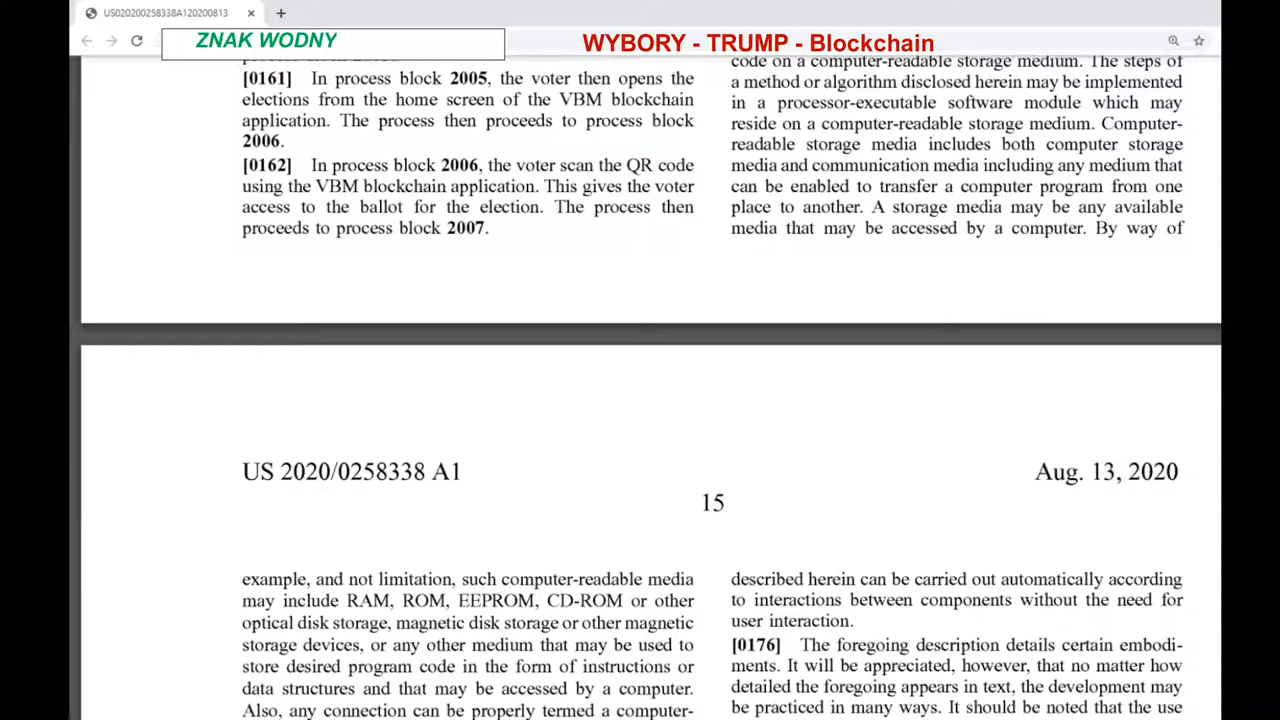 US020200258338A120200813
ZNAK WODNY
WYBORY - TRUMP - Blockchain
[0161] In process block 2005, the voter then opens the
elections from the home screen of the VBM blockchain
application. The process then proceeds to process block
2006.
[0162] In process block 2006, the voter scan the QR code
using the VBM blockchain application. This gives the voter
access to the ballot for the election. The process then
proceeds to process block 2007.
code on a computer-readable storage medium. The steps of
a method or algorithm disclosed herein may be implemented
in a processor-executable software module which may
reside on a computer-readable storage medium. Computer-
readable storage media includes both computer storage
media and communication media including any medium that
can be enabled to transfer a computer program from one
place to another. A storage media may be any available
media that may be accessed by a computer. By way of
US 2020/0258338 A1
Aug. 13, 2020
15
example, and not limitation, such computer-readable media
may include RAM, ROM, EEPROM, CD-ROM or other
optical disk storage, magnetic disk storage or other magnetic
storage devices, or any other medium that may be used to
store desired program code in the form of instructions or
data structures and that may be accessed by a computer.
Also, any connection can be properly termed a computer-
described herein can be carried out automatically according
to interactions between components without the need for
user interaction.
[0176] The foregoing description details certain embodi-
ments. It will be appreciated, however, that no matter how
detailed the foregoing appears in text, the development may
be practiced in many ways. It should be noted that the use